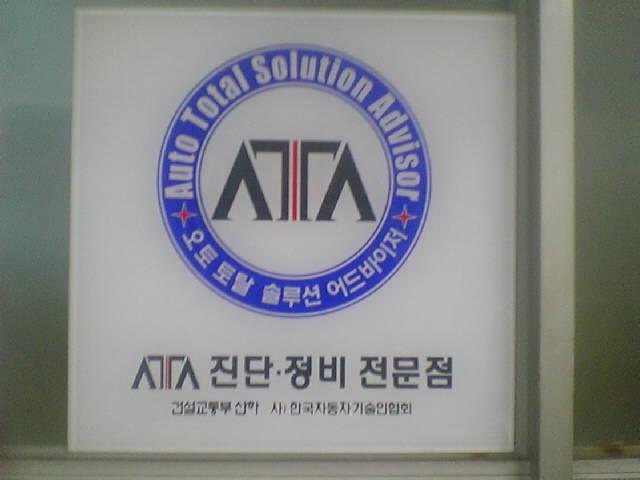 Auto Total Solution Advisor
ATTA
오토 토탈 솔루션 어드바이저
ATTA 진단·정비 전문점
건설교통부 산하 사) 한국자동차기술인협회